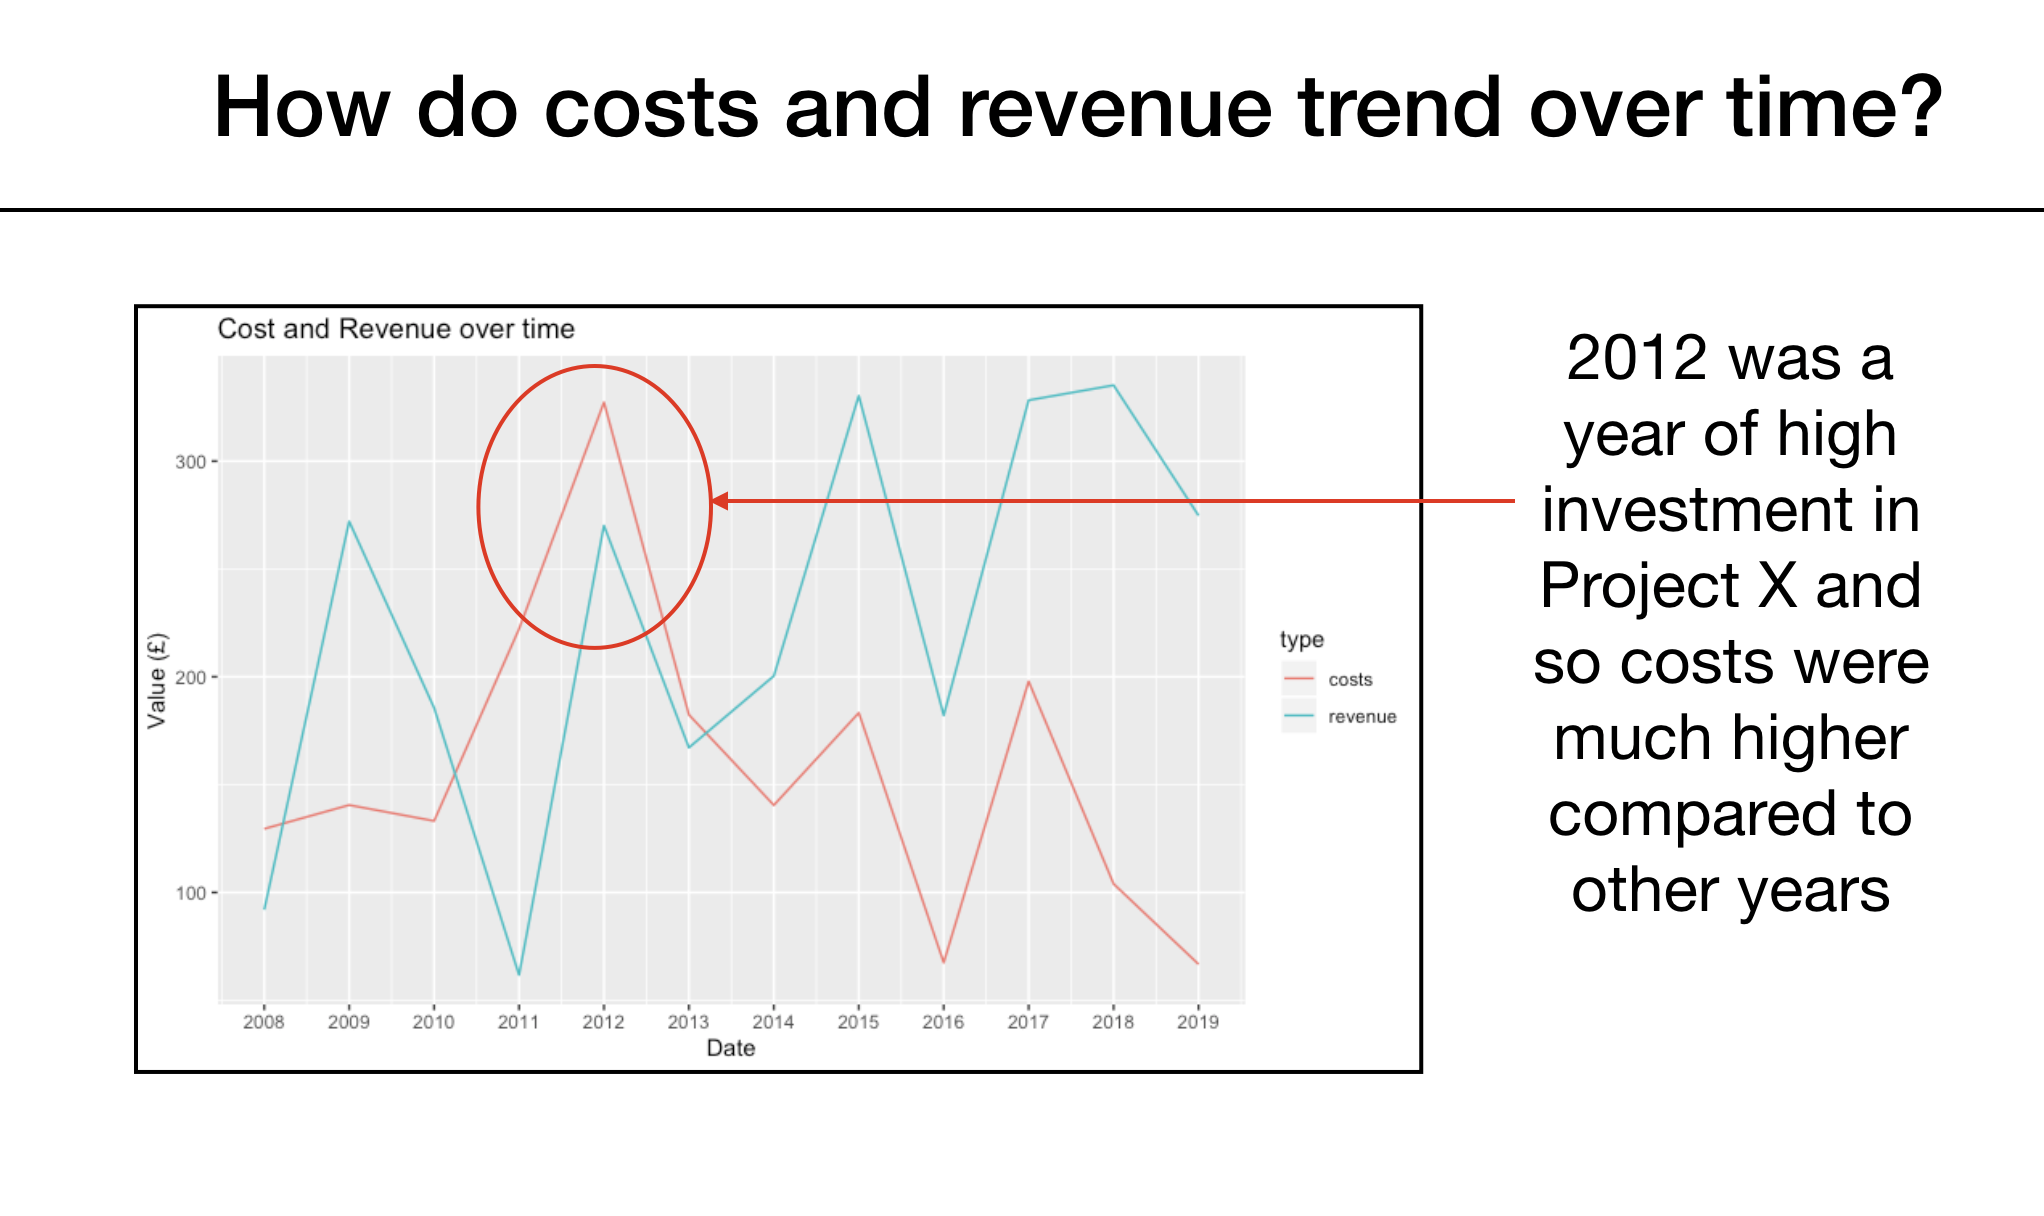 How do costs and revenue trend over time?
Cost and Revenue over time
300
200
100
Value (£)
2008 2009 2010 2011 2012 2013 2014 2015 2016 2017 2018 2019
Date
type
costs
revenue
2012 was a
year of high
investment in
Project X and
so costs were
much higher
compared to
other years